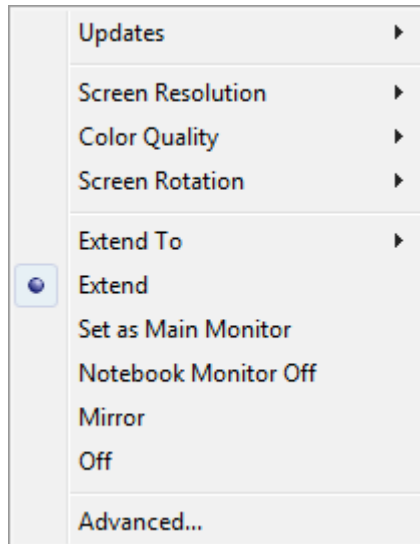 Updates
Screen Resolution
Color Quality
Screen Rotation
Extend To
Extend
Set as Main Monitor
Notebook Monitor Off
Mirror
Off
Advanced...